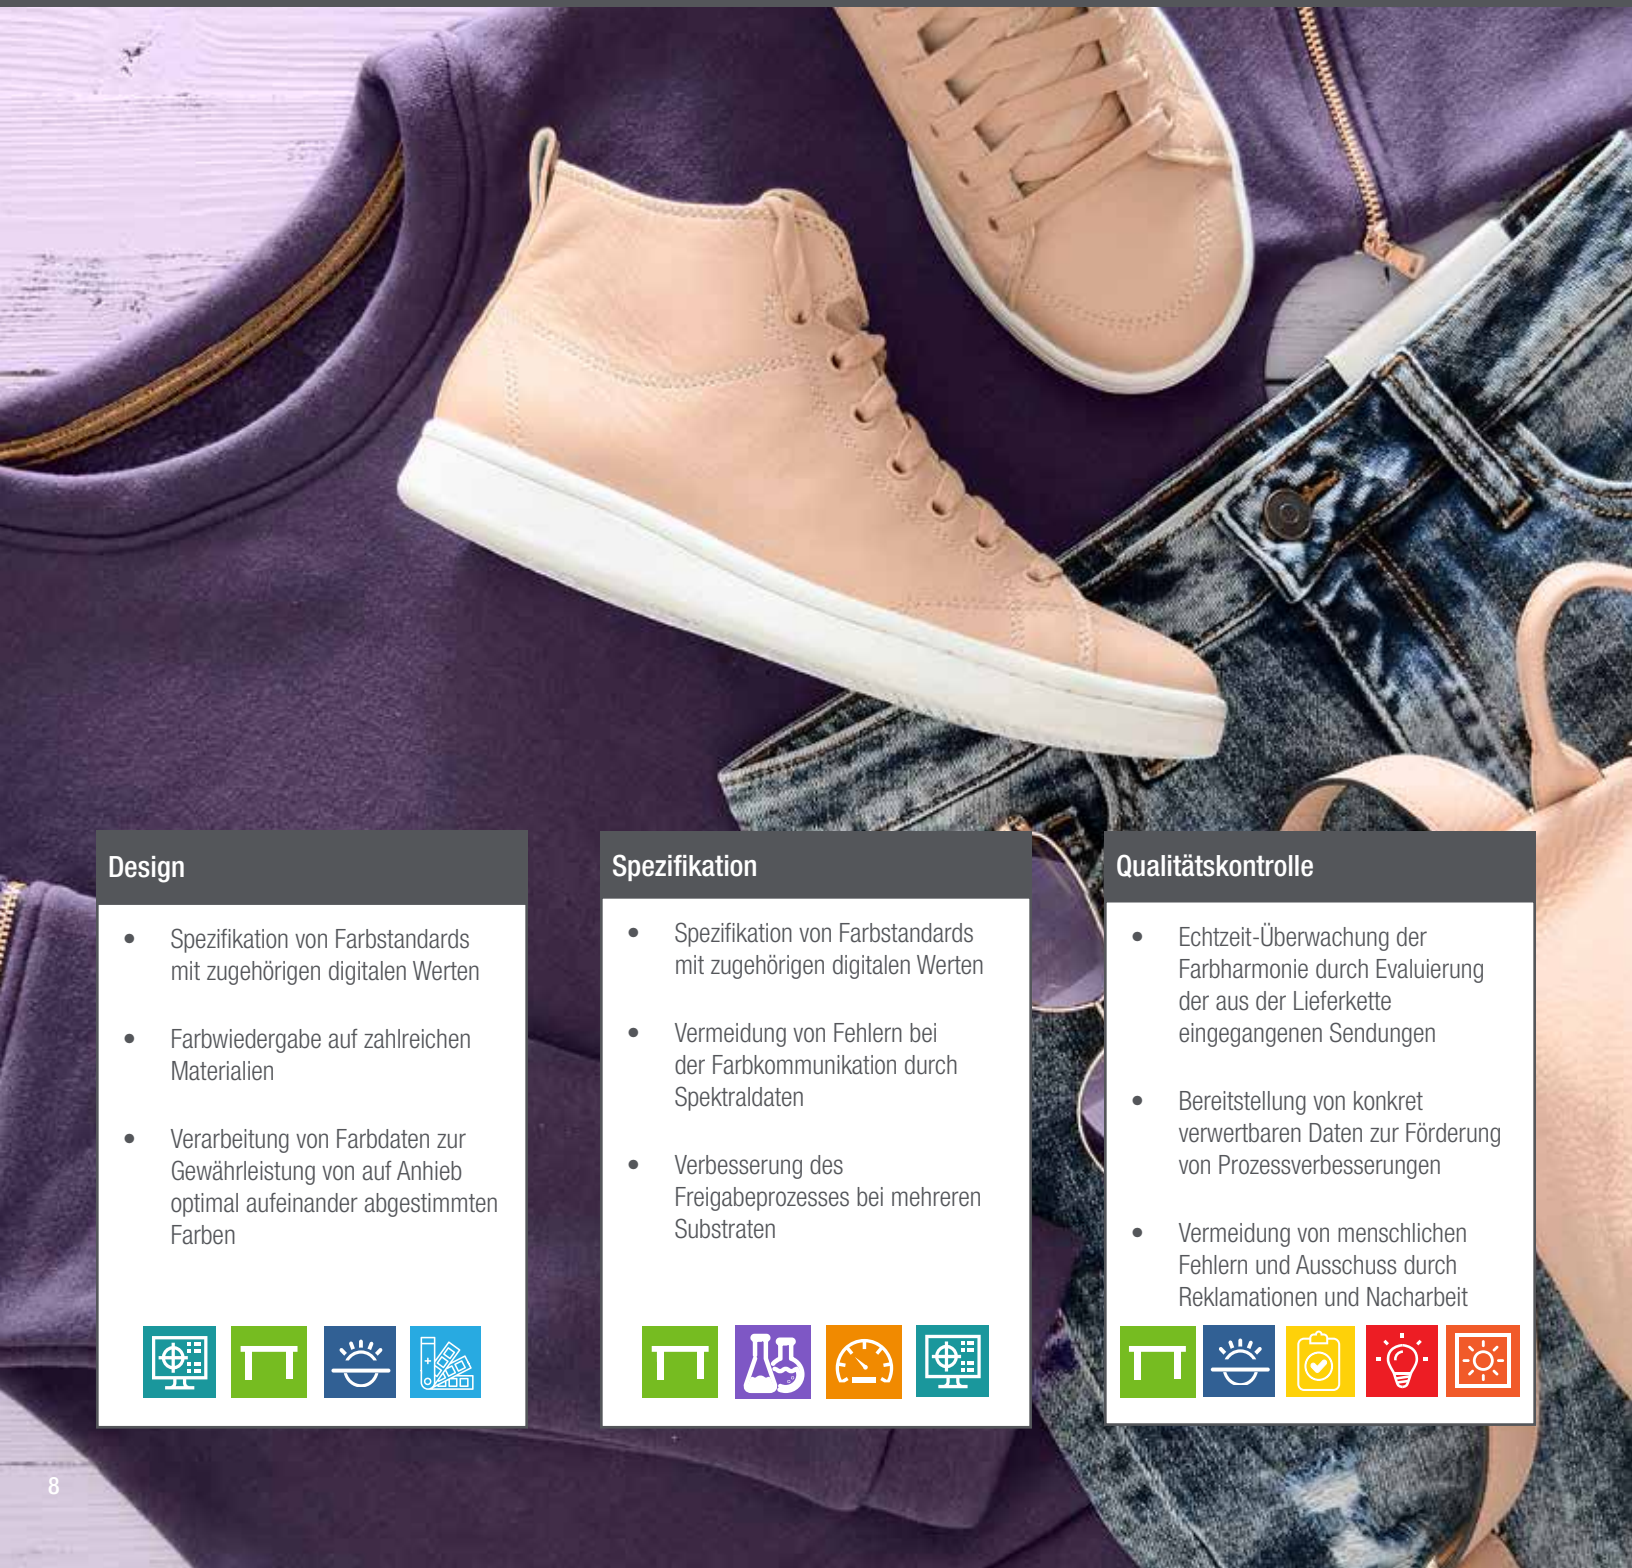 Design
• Spezifikation von Farbstandards
mit zugehörigen digitalen Werten
• Farbwiedergabe auf zahlreichen
Materialien
• Verarbeitung von Farbdaten zur
Gewährleistung von auf Anhieb
optimal aufeinander abgestimmten
Farben
Spezifikation
• Spezifikation von Farbstandards
mit zugehörigen digitalen Werten
• Vermeidung von Fehlern bei
der Farbkommunikation durch
Spektraldaten
• Verbesserung des
Freigabeprozesses bei mehreren
Substraten
Qualitätskontrolle
• Echtzeit-Überwachung der
Farbharmonie durch Evaluierung
der aus der Lieferkette
eingegangenen Sendungen
• Bereitstellung von konkret
verwertbaren Daten zur Förderung
von Prozessverbesserungen
• Vermeidung von menschlichen
Fehlern und Ausschuss durch
Reklamationen und Nacharbeit
8